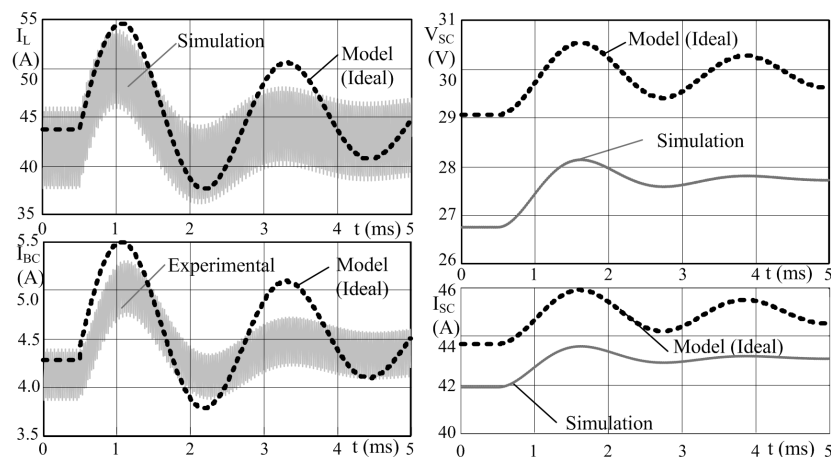 55
I_L
(A)
50
45
40
35
Simulation
Model
(Ideal)
0 1 2 3 4 5
t (ms)
5.5
I_BC
(A)
5.0
4.5
4.0
3.5
Experimental
Model
(Ideal)
0 1 2 3 4 5
t (ms)
31
V_SC
(V)
30
29
28
27
26
Model (Ideal)
Simulation
0 1 2 3 4 5
t (ms)
46
I_SC
(A)
44
42
40
Model (Ideal)
Simulation
0 1 2 3 4 5
t (ms)